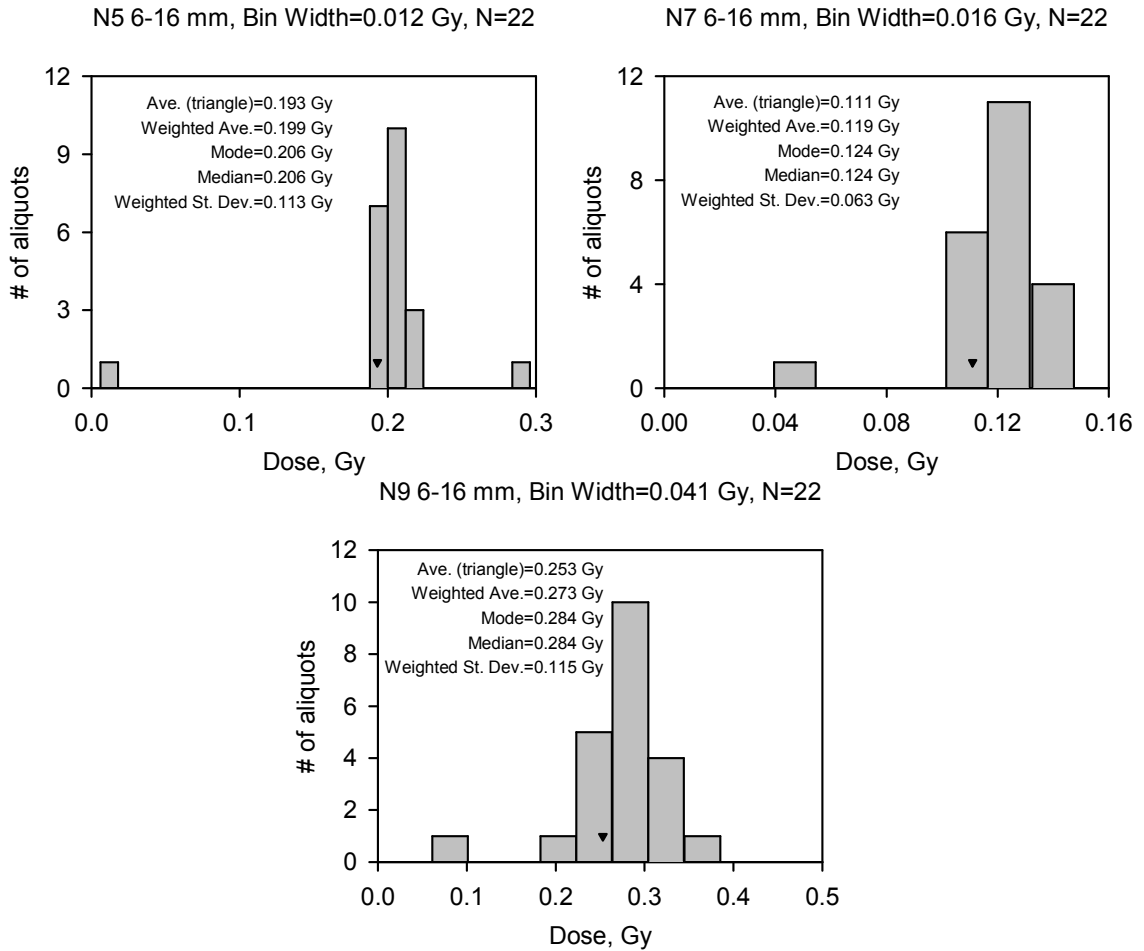 N5 6-16 mm, Bin Width=0.012 Gy, N=22
12
9
6
3
0
# of aliquots
Ave. (triangle)=0.193 Gy
Weighted Ave.=0.199 Gy
Mode=0.206 Gy
Median=0.206 Gy
Weighted St. Dev.=0.113 Gy
0.0 0.1 0.2 0.3
Dose, Gy
N7 6-16 mm, Bin Width=0.016 Gy, N=22
12
8
4
0
# of aliquots
Ave. (triangle)=0.111 Gy
Weighted Ave.=0.119 Gy
Mode=0.124 Gy
Median=0.124 Gy
Weighted St. Dev.=0.063 Gy
0.00 0.04 0.08 0.12 0.16
Dose, Gy
N9 6-16 mm, Bin Width=0.041 Gy, N=22
12
10
8
6
4
2
0
# of aliquots
Ave. (triangle)=0.253 Gy
Weighted Ave.=0.273 Gy
Mode=0.284 Gy
Median=0.284 Gy
Weighted St. Dev.=0.115 Gy
0.0 0.1 0.2 0.3 0.4 0.5
Dose, Gy